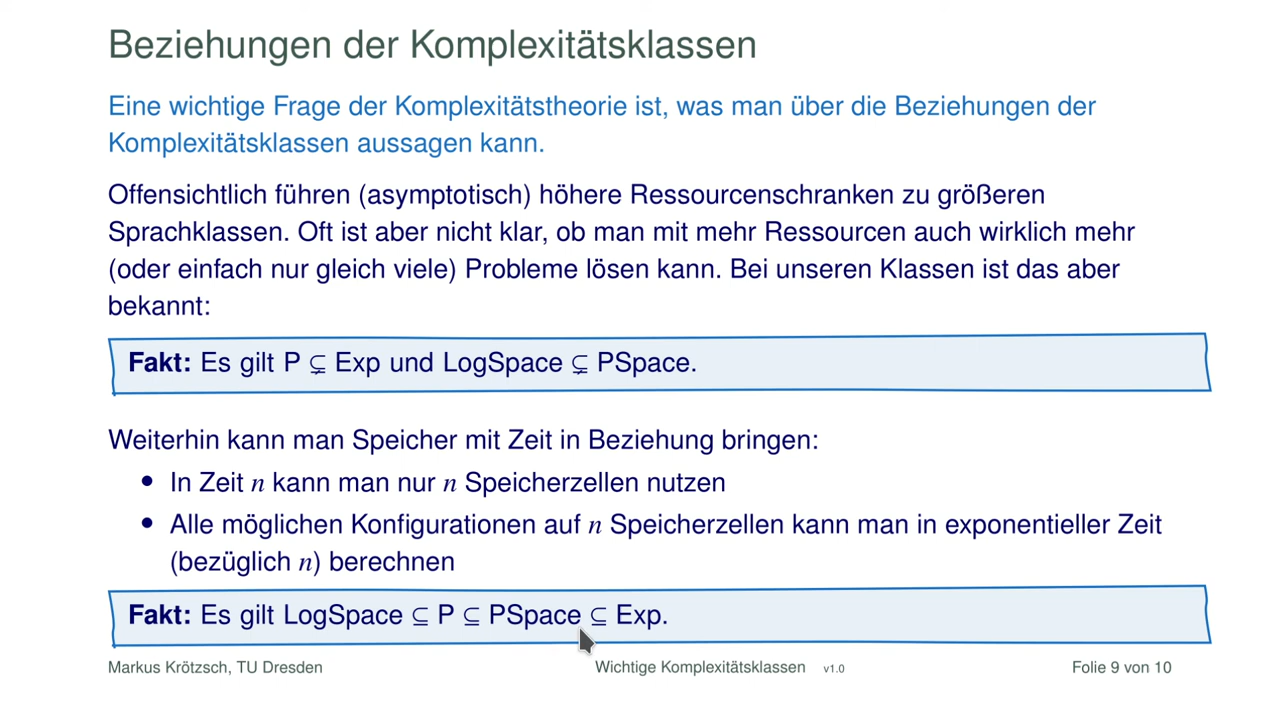 Beziehungen der Komplexitätsklassen
Eine wichtige Frage der Komplexitätstheorie ist, was man über die Beziehungen der
Komplexitätsklassen aussagen kann.
Offensichtlich führen (asymptotisch) höhere Ressourcenschranken zu größeren
Sprachklassen. Oft ist aber nicht klar, ob man mit mehr Ressourcen auch wirklich mehr
(oder einfach nur gleich viele) Probleme lösen kann. Bei unseren Klassen ist das aber
bekannt:
Fakt: Es gilt P ⊊ Exp und LogSpace ⊊ PSpace.
Weiterhin kann man Speicher mit Zeit in Beziehung bringen:
• In Zeit n kann man nur n Speicherzellen nutzen
• Alle möglichen Konfigurationen auf n Speicherzellen kann man in exponentieller Zeit
(bezüglich n) berechnen
Fakt: Es gilt LogSpace ⊆ P ⊆ PSpace ⊆ Exp.
Markus Krötzsch, TU Dresden Wichtige Komplexitätsklassen v1.0 Folie 9 von 10